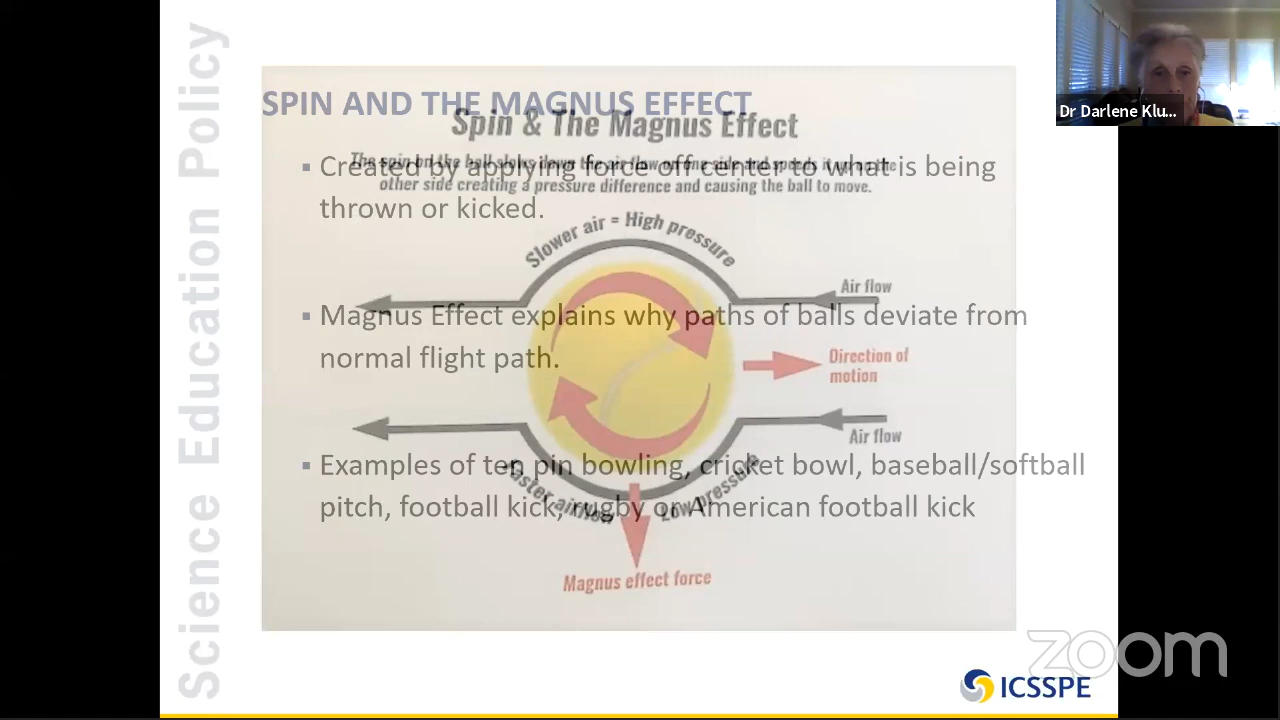 Science Education Policy
SPIN AND THE MAGNUS EFFECT
Spin & The Magnus Effect
▪ Created by applying force off center to what is being
thrown or kicked.
The spin on the ball slows down the air flow on one side and speeds it up on the
other side creating a pressure difference and causing the ball to move.
Slower air = High pressure
Air flow
▪ Magnus Effect explains why paths of balls deviate from
normal flight path.
Direction of
motion
Air flow
▪ Examples of ten pin bowling, cricket bowl, baseball/softball
pitch, football kick, rugby or American football kick
Faster airflow
Low pressure
Magnus effect force
Dr Darlene Klu...
zoom
ICSSPE